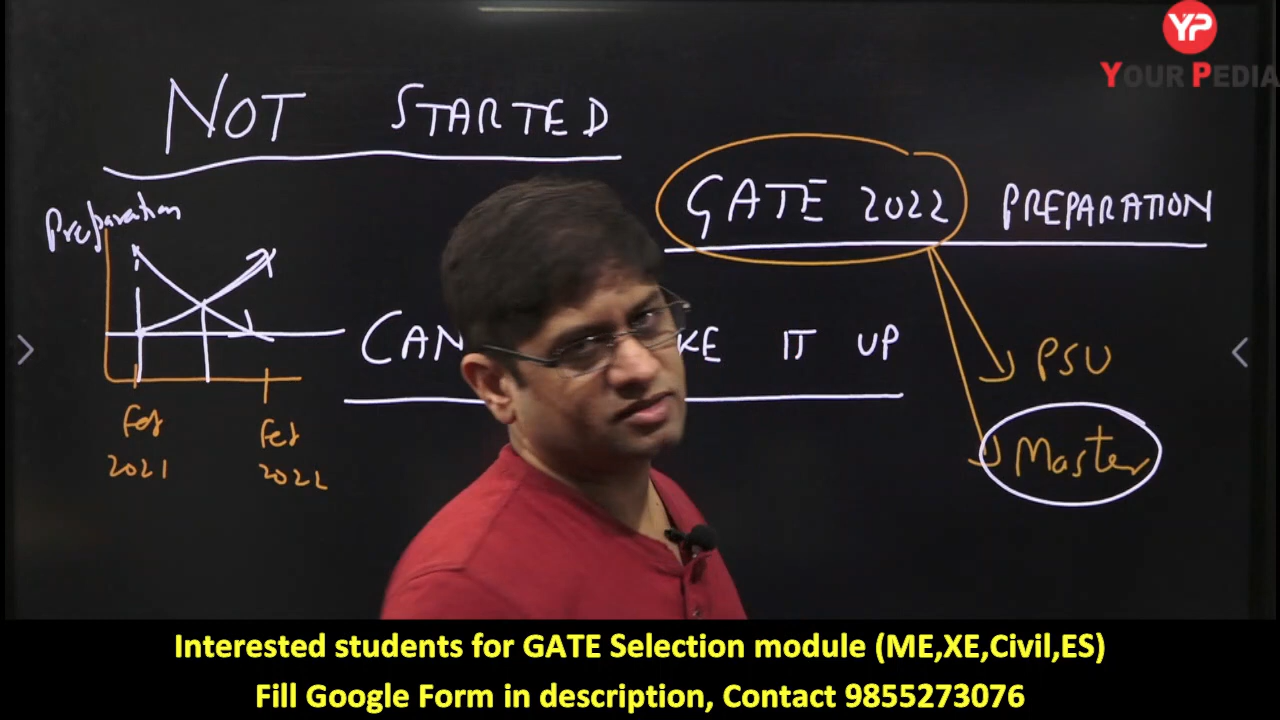 YP
YOUR PEDIA
NOT STARTED
GATE 2022 PREPARATION
Preparation
CAN KE IT UP
PSU
Master
Feb
2021
Feb
2022
Interested students for GATE Selection module (ME,XE,Civil,ES)
Fill Google Form in description, Contact 9855273076